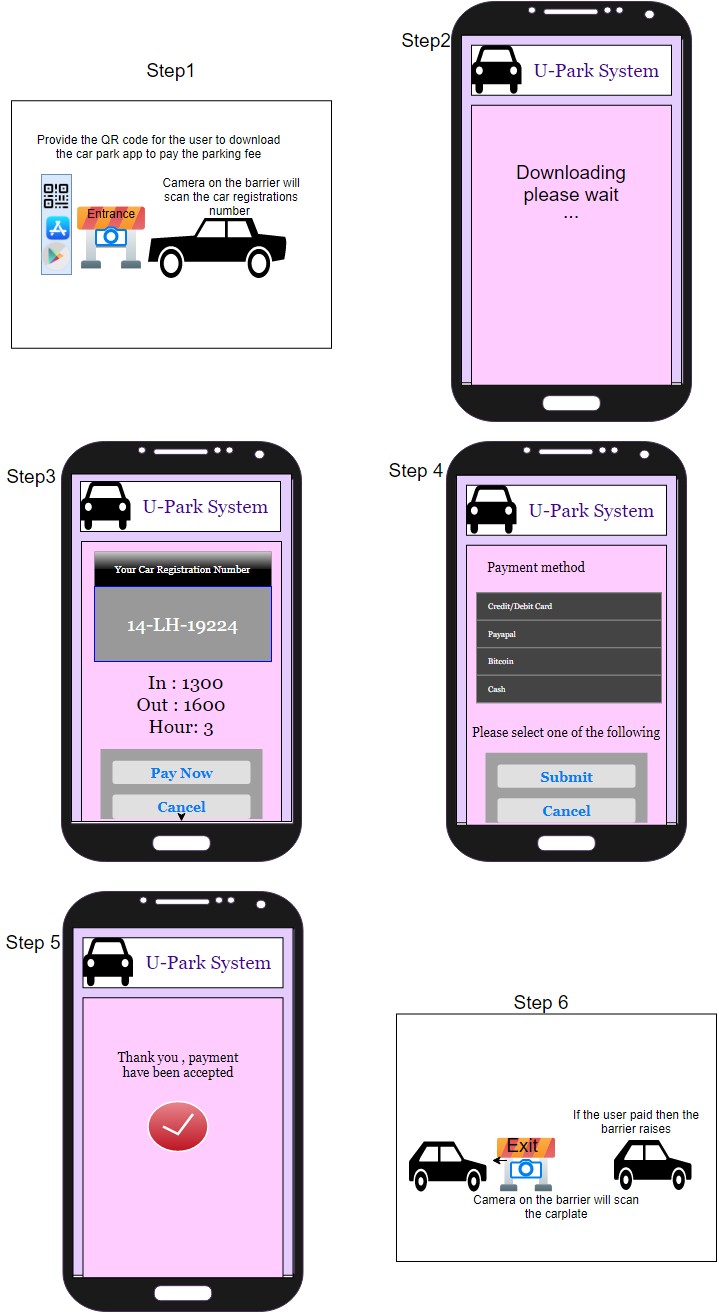 Step1
Provide the QR code for the user to download
the car park app to pay the parking fee
Camera on the barrier will
scan the car registrations
number
Entrance
Step2
U-Park System
Downloading
please wait
...
Step3
U-Park System
Your Car Registration Number
14-LH-19224
In : 1300
Out : 1600
Hour: 3
Pay Now
Cancel
Step 4
U-Park System
Payment method
Credit/Debit Card
Payapal
Bitcoin
Cash
Please select one of the following
Submit
Cancel
Step 5
U-Park System
Thank you , payment
have been accepted
Step 6
If the user paid then the
barrier raises
Exit
Camera on the barrier will scan
the carplate